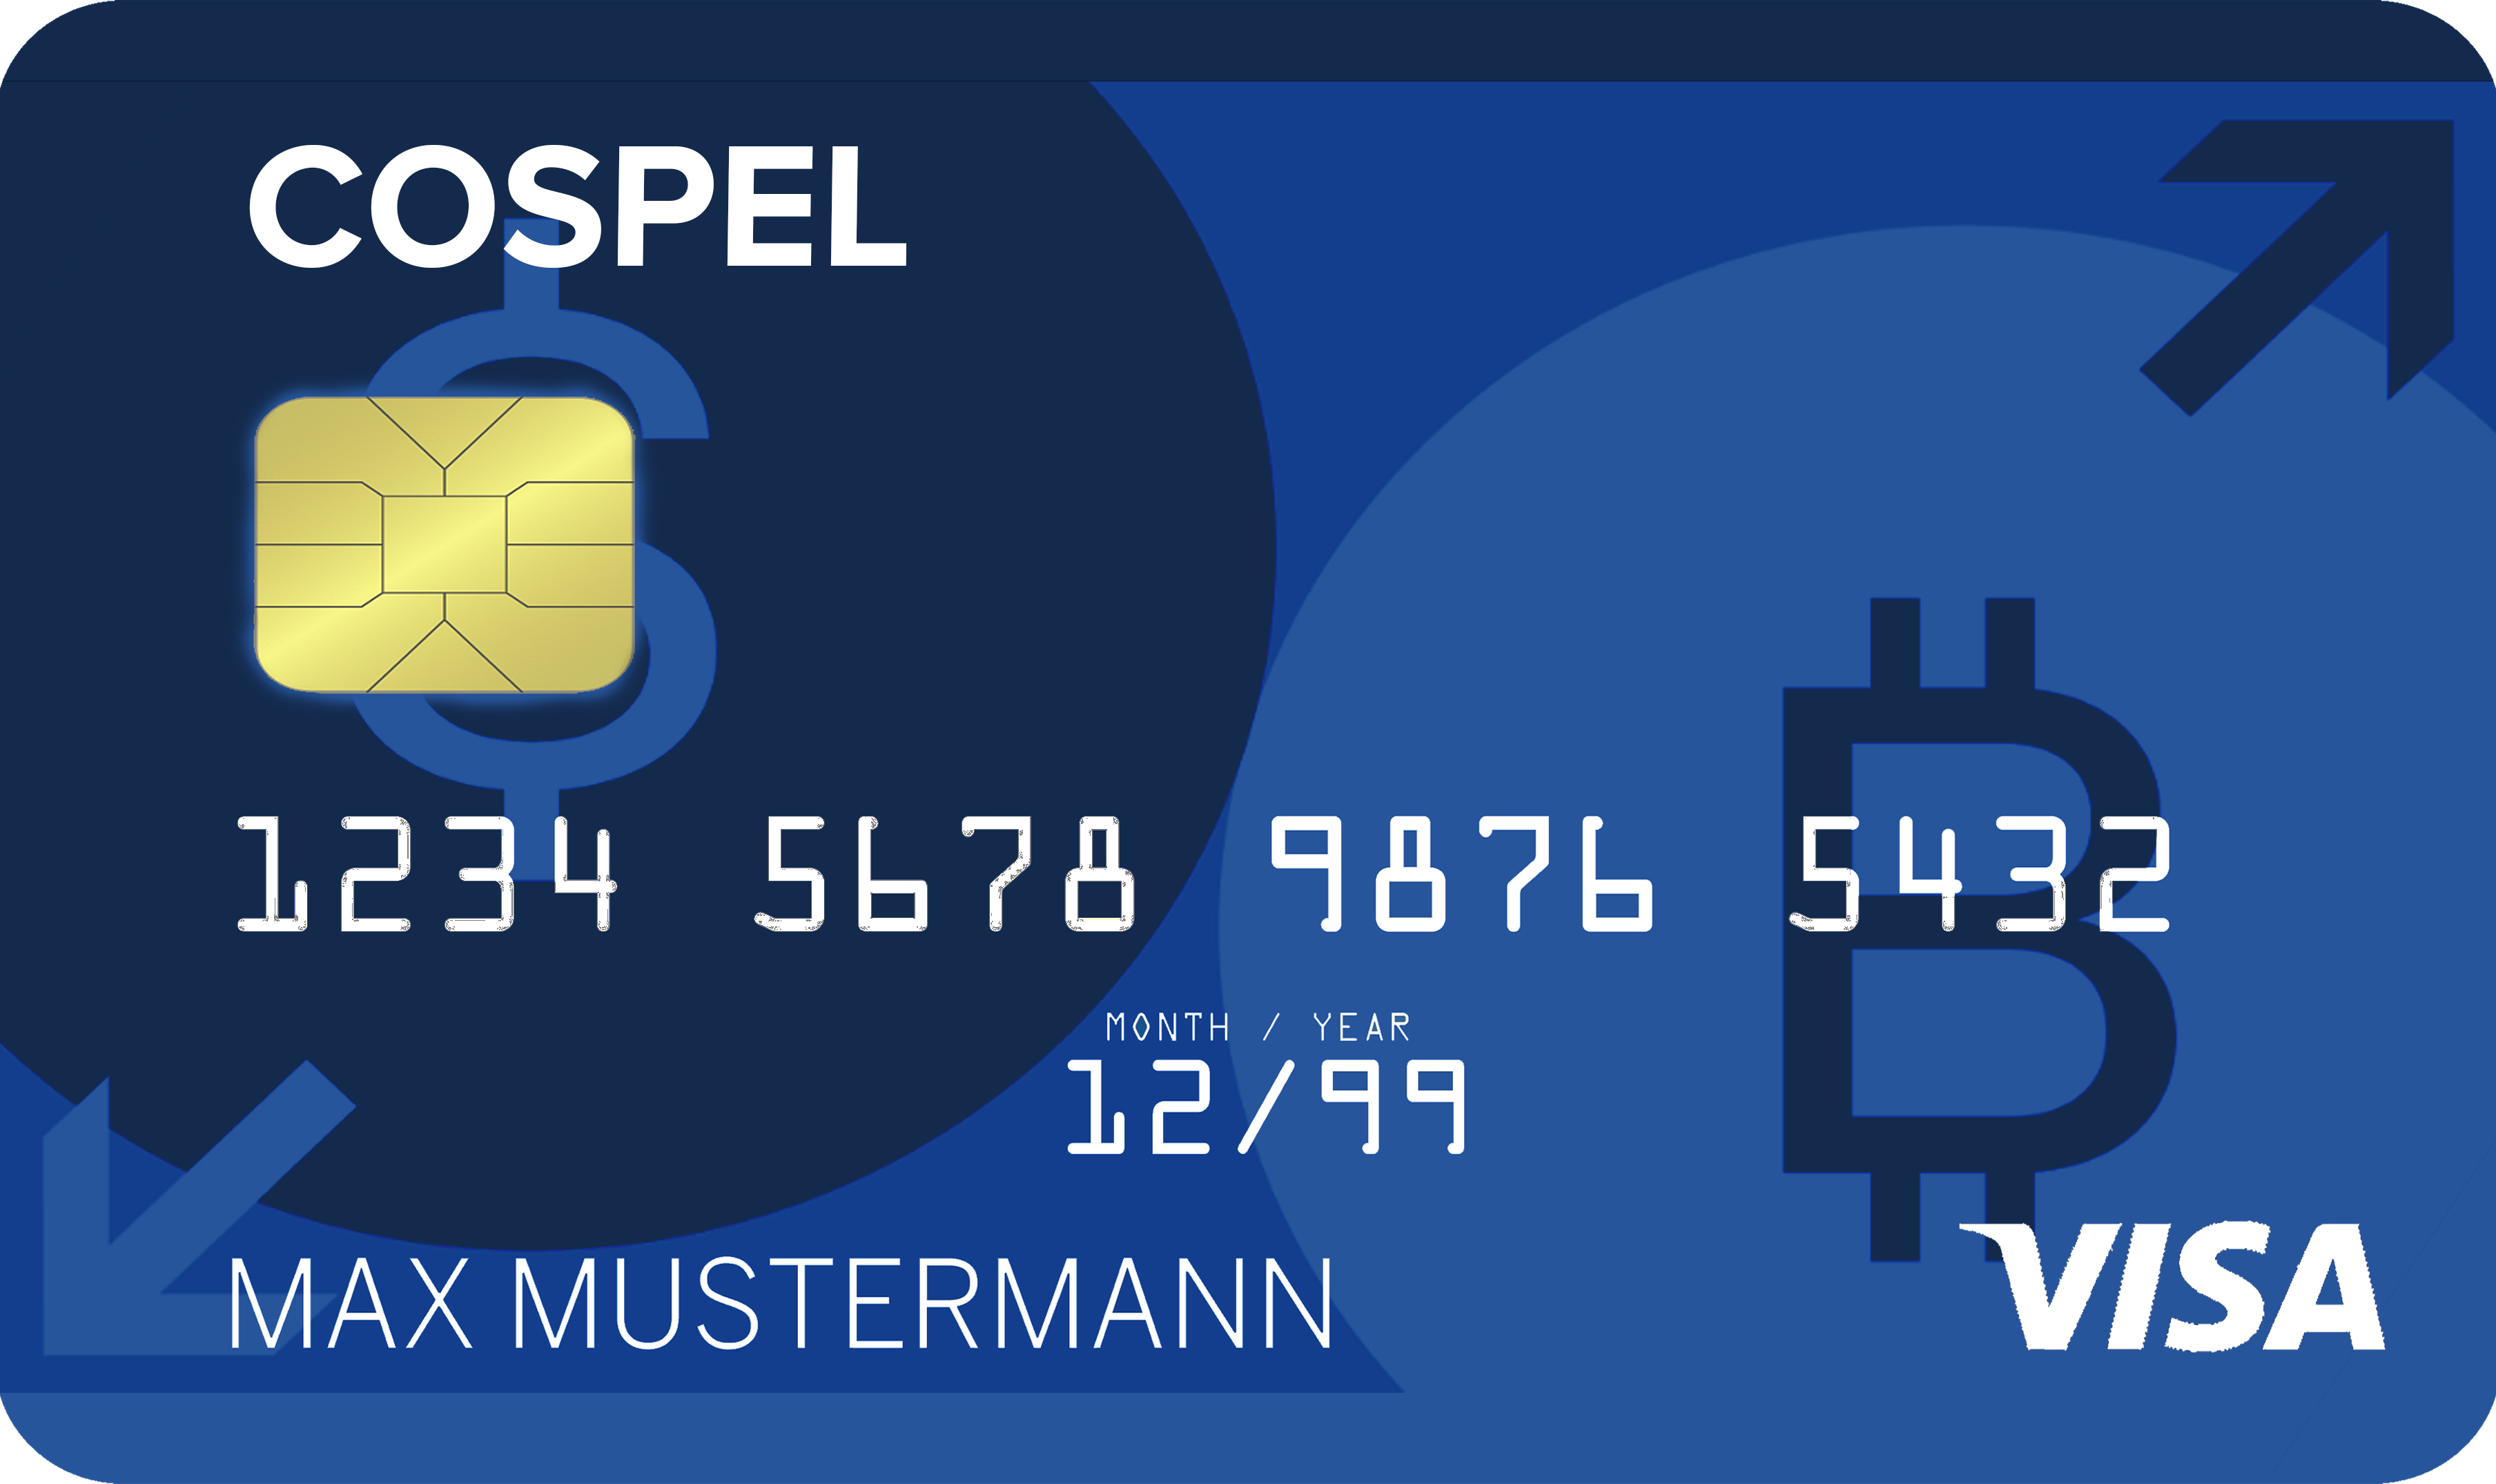 COSPEL
1234 5678 9876 5432
MONTH / YEAR
12/99
MAX MUSTERMANN
VISA